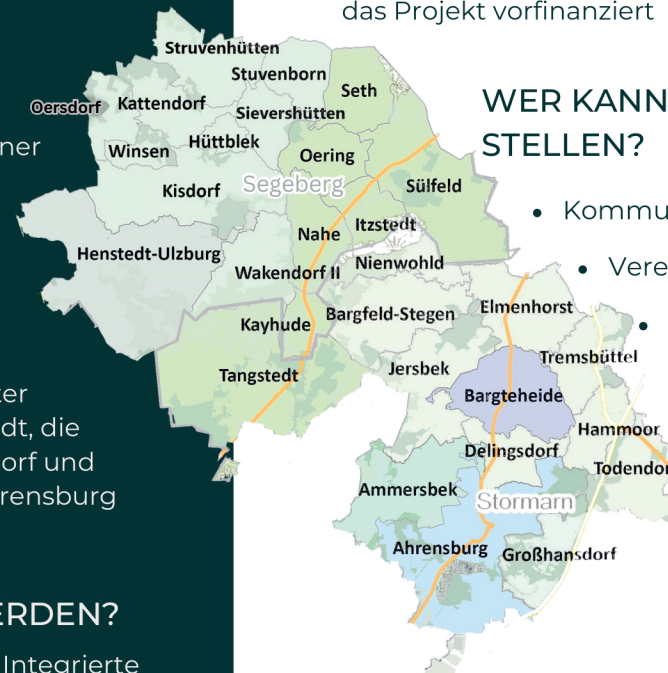 das Projekt vorfinanziert
WER KANN
STELLEN?
Kommu
Vere
ner
ter
dt, die
orf und
rensburg
ERDEN?
Integrierte
Struvenhütten
Stuvenborn
Seth
Oersdorf
Kattendorf
Sievershütten
Winsen
Hüttblek
Oering
Kisdorf
Segeberg
Sülfeld
Nahe
Itzstedt
Henstedt-Ulzburg
Wakendorf II
Nienwohld
Kayhude
Bargfeld-Stegen
Elmenhorst
Tangstedt
Jersbek
Tremsbüttel
Bargteheide
Hammoor
Delingsdorf
Todendor
Ammersbek
Stormarn
Ahrensburg
Großhansdorf